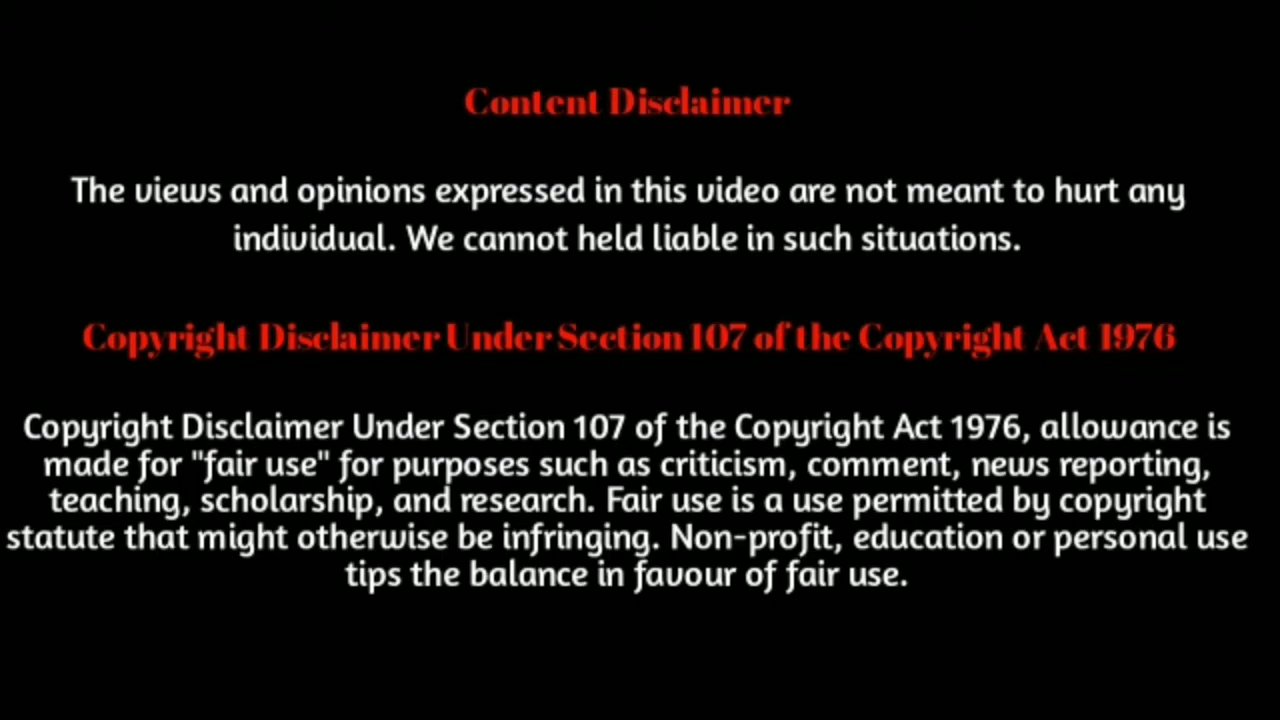 Content Disclaimer
The views and opinions expressed in this video are not meant to hurt any
individual. We cannot held liable in such situations.
Copyright Disclaimer Under Section 107 of the Copyright Act 1976
Copyright Disclaimer Under Section 107 of the Copyright Act 1976, allowance is
made for "fair use" for purposes such as criticism, comment, news reporting,
teaching, scholarship, and research. Fair use is a use permitted by copyright
statute that might otherwise be infringing. Non-profit, education or personal use
tips the balance in favour of fair use.